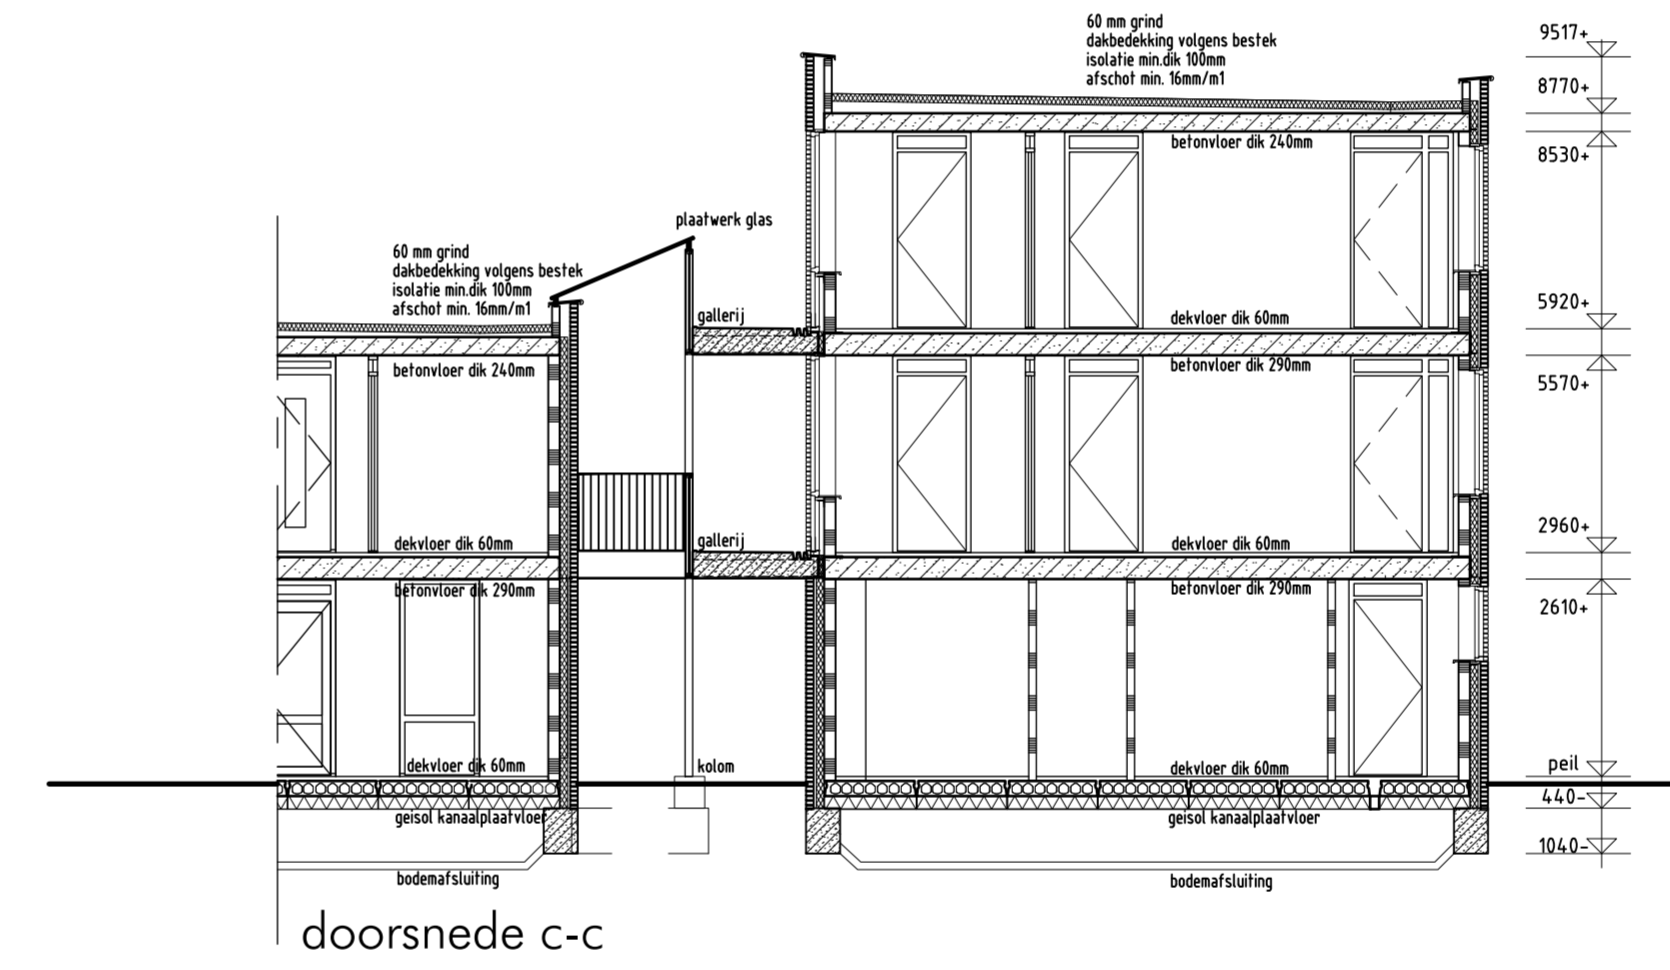 60 mm grind
dakbedekking volgens bestek
isolatie min.dik 100mm
afschot min. 16mm/m1
9517+
8770+
betonvloer dik 240mm
8530+
plaatwerk glas
60 mm grind
dakbedekking volgens bestek
isolatie min.dik 100mm
afschot min. 16mm/m1
gallerij
dekvloer dik 60mm
5920+
betonvloer dik 240mm
betonvloer dik 290mm
5570+
dekvloer dik 60mm
gallerij
dekvloer dik 60mm
2960+
betonvloer dik 290mm
betonvloer dik 290mm
2610+
dekvloer dik 60mm
kolom
dekvloer dik 60mm
peil
440-
geisol kanaalplaatvloer
geisol kanaalplaatvloer
1040-
bodemafsluiting
bodemafsluiting
doorsnede c-c